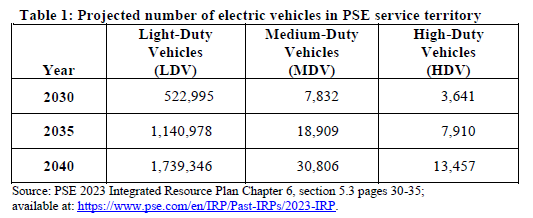 Table 1: Projected number of electric vehicles in PSE service territory
Year Light-Duty Vehicles (LDV) Medium-Duty Vehicles (MDV) High-Duty Vehicles (HDV)
2030 522,995 7,832 3,641
2035 1,140,978 18,909 7,910
2040 1,739,346 30,806 13,457
Source: PSE 2023 Integrated Resource Plan Chapter 6, section 5.3 pages 30-35;
available at: https://www.pse.com/en/IRP/Past-IRPs/2023-IRP.